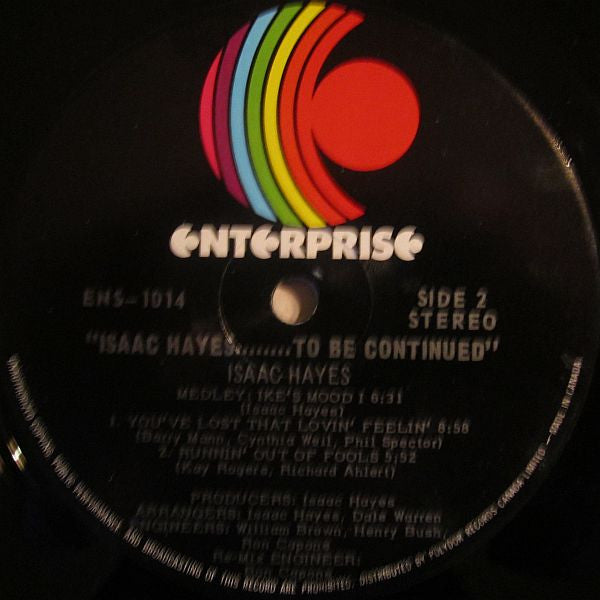 enterprise
ENS-1014
SIDE 2
STEREO
"ISAAC HAYES........TO BE CONTINUED"
ISAAC HAYES
MEDLEY: IKE'S MOOD I 6:31
(Isaac Hayes)
1. YOU'VE LOST THAT LOVIN' FEELIN' 8:58
(Barry Mann, Cynthia Weil, Phil Spector)
2. RUNNIN' OUT OF FOOLS 5:52
(Kay Rogers, Richard Ahlert)
PRODUCERS: Isaac Hayes
ARRANGERS: Isaac Hayes, Dale Warren
ENGINEERS: William Brown, Henry Bush,
Ron Capone
Re-Mix ENGINEER:
Ron Capone
PERFORMANCE AND BROADCASTING OF THIS RECORD ARE PROHIBITED. DISTRIBUTED BY POLYDOR RECORDS CANADA LIMITED — MADE IN CANADA